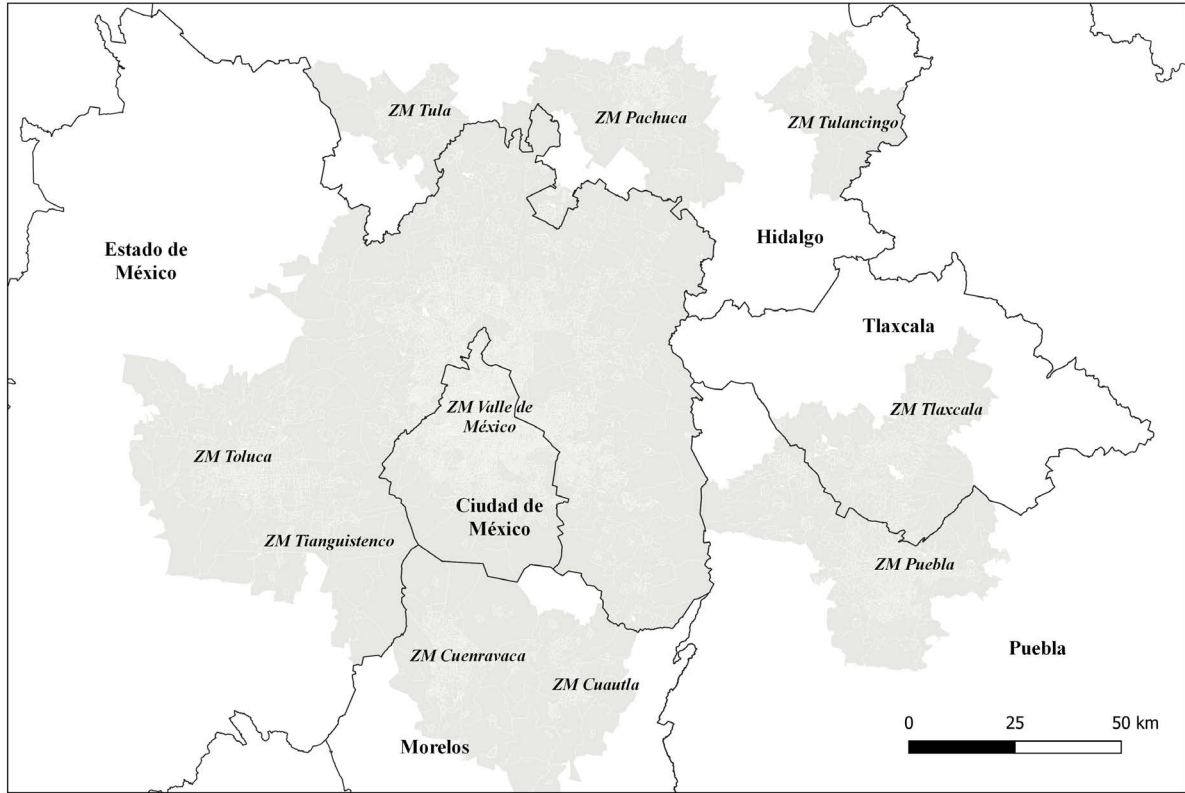 ZM Tula
ZM Pachuca
ZM Tulancingo
Estado de
México
Hidalgo
Tlaxcala
ZM Valle de
México
ZM Tlaxcala
ZM Toluca
Ciudad de
México
ZM Tianguistenco
ZM Puebla
ZM Cuenravaca
Puebla
ZM Cuautla
Morelos
0 25 50 km